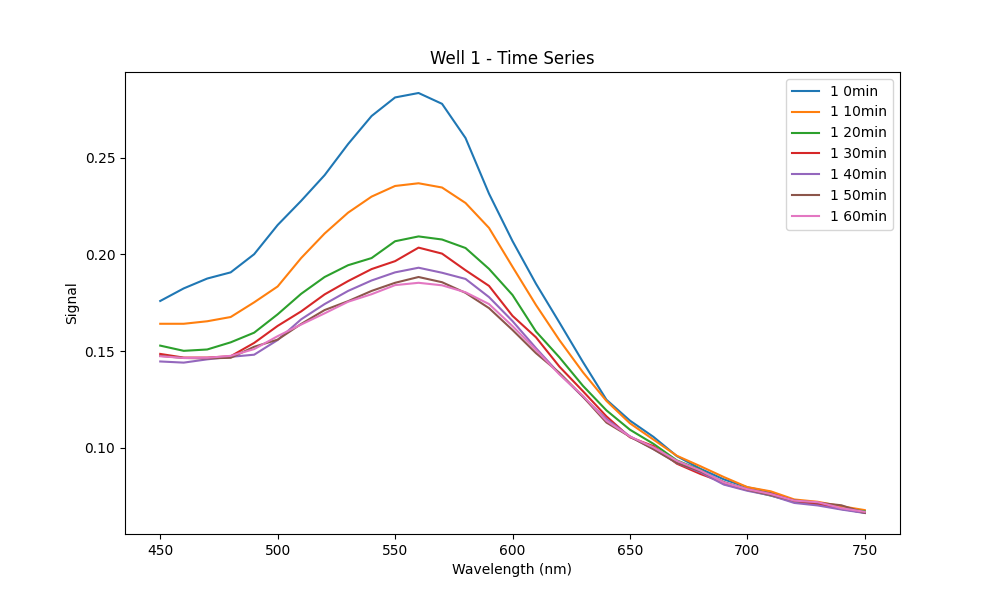 Well 1 - Time Series
Signal
0.25
0.20
0.15
0.10
1 0min
1 10min
1 20min
1 30min
1 40min
1 50min
1 60min
450 500 550 600 650 700 750
Wavelength (nm)